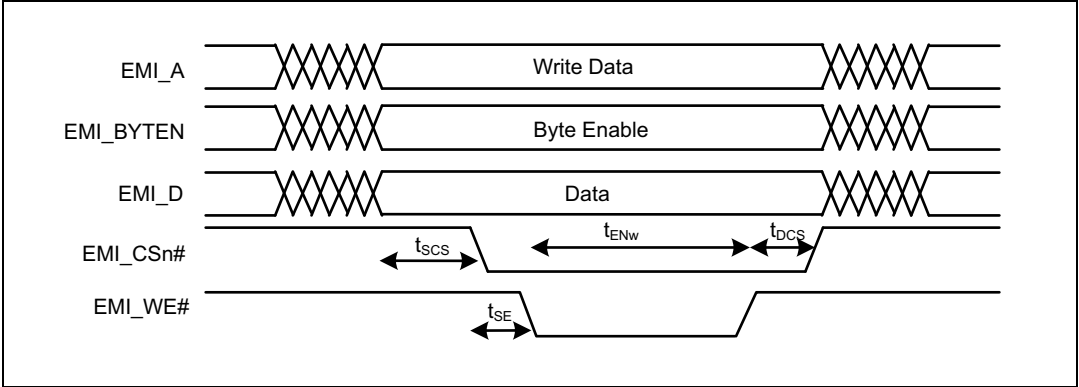 EMI_A
Write Data
EMI_BYTEN
Byte Enable
EMI_D
Data
EMI_CSn#
tSCS
tENw
tDCS
EMI_WE#
tSE